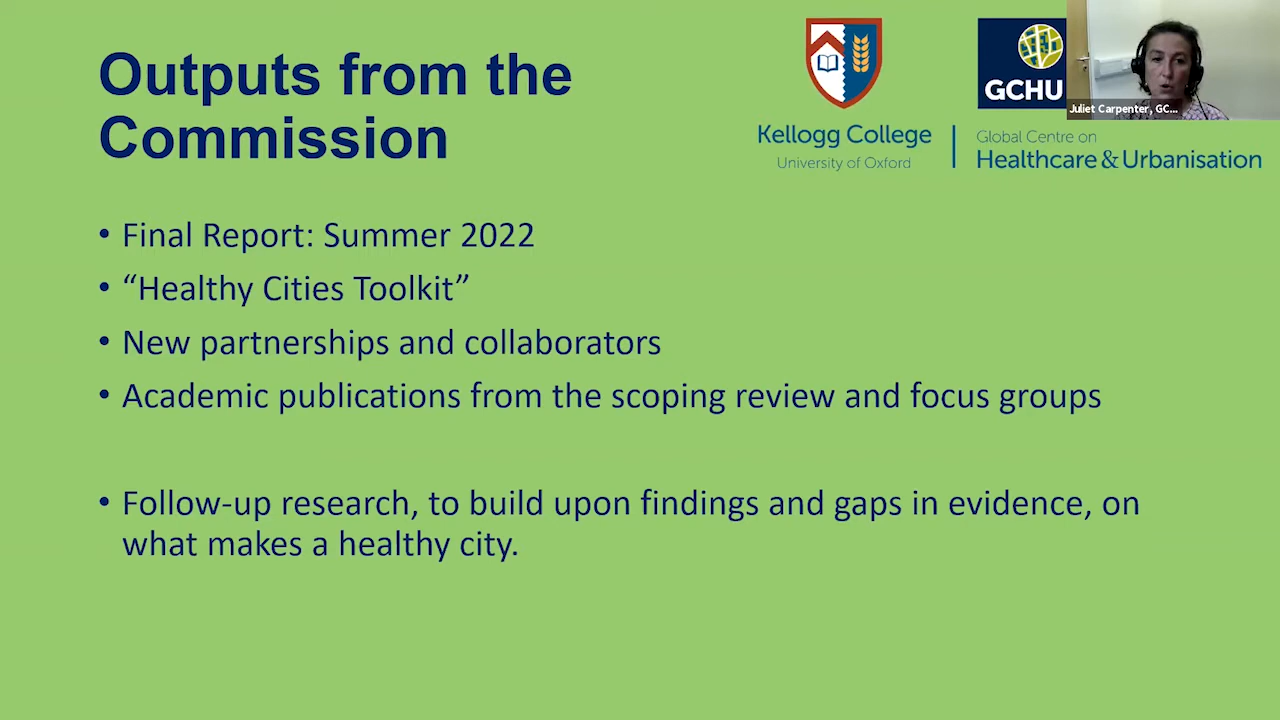 Outputs from the
Commission
GCHU
Juliet Carpenter, GC...
Kellogg College
University of Oxford
Global Centre on
Healthcare & Urbanisation
• Final Report: Summer 2022
• “Healthy Cities Toolkit”
• New partnerships and collaborators
• Academic publications from the scoping review and focus groups
• Follow-up research, to build upon findings and gaps in evidence, on
what makes a healthy city.